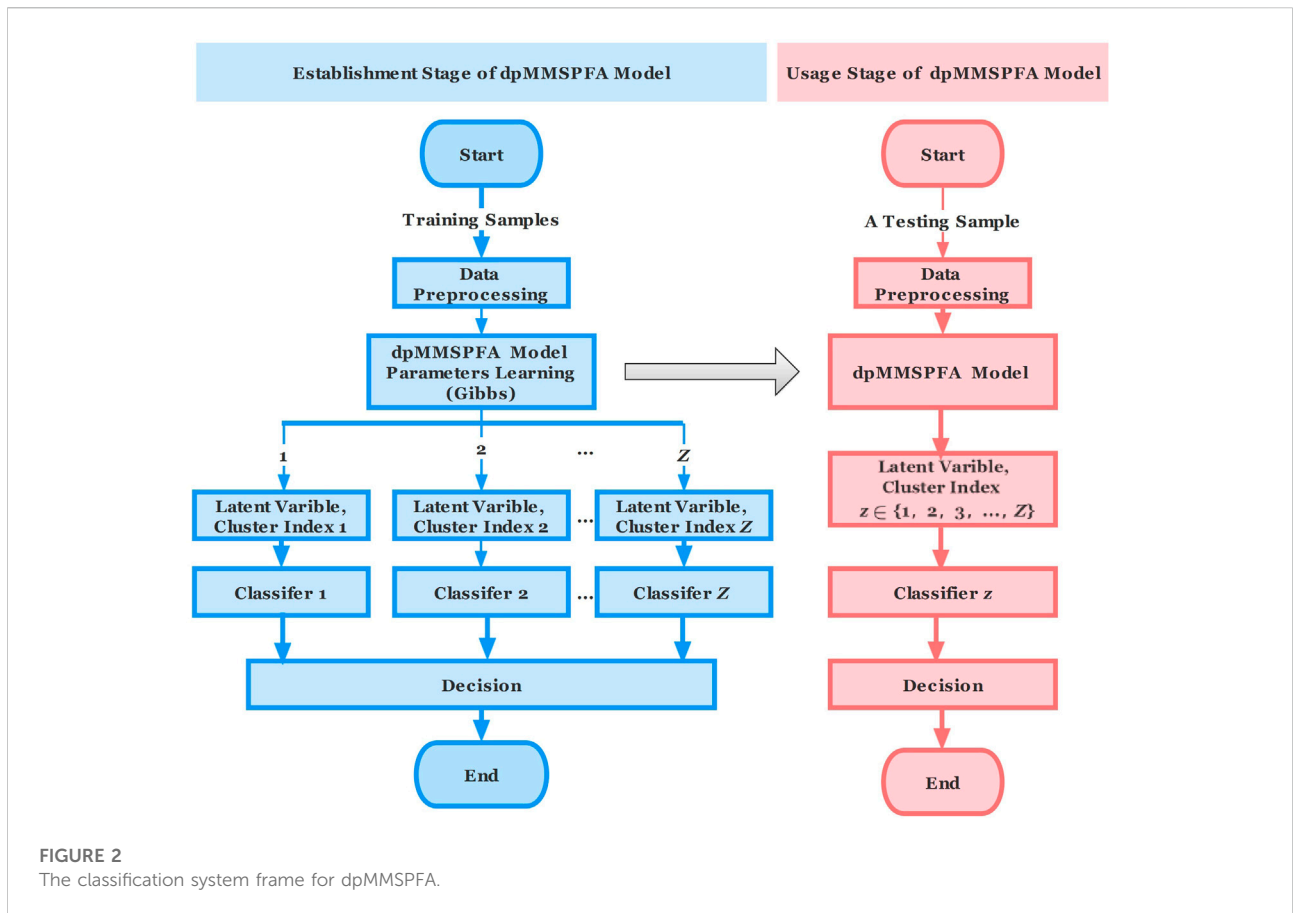 Establishment Stage of dpMMSPFA Model
Usage Stage of dpMMSPFA Model
Start
Training Samples
Data
Preprocessing
dpMMSPFA Model
Parameters Learning
(Gibbs)
1
2
...
Z
Latent Varible,
Cluster Index 1
Latent Varible,
Cluster Index 2
...
Latent Varible,
Cluster Index Z
Classifer 1
Classifer 2
...
Classifer Z
Decision
End
Start
A Testing Sample
Data
Preprocessing
dpMMSPFA Model
Latent Varible,
Cluster Index
z ∈ {1, 2, 3, ..., Z}
Classifier z
Decision
End
FIGURE 2
The classification system frame for dpMMSPFA.